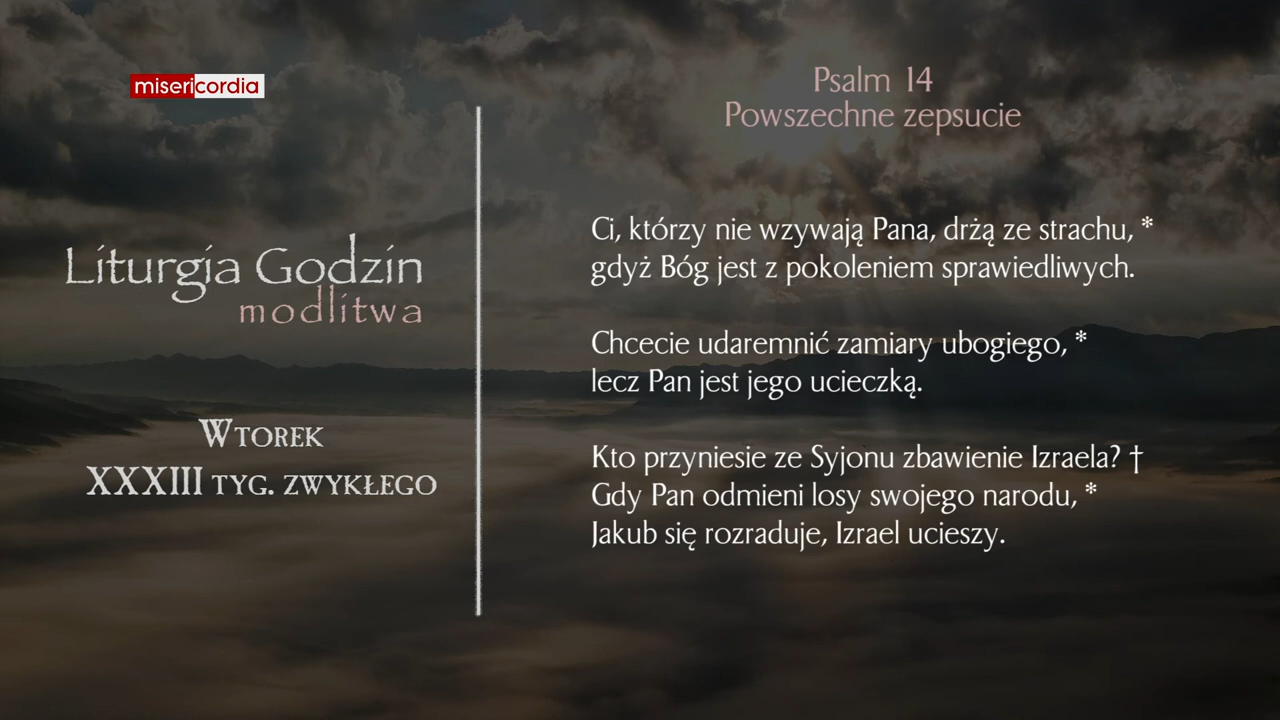 misericordia
Liturgia Godzin
modlitwa
Wtorek
XXXIII tyg. zwykłego
Psalm 14
Powszechne zepsucie
Ci, którzy nie wzywają Pana, drżą ze strachu, *
gdyż Bóg jest z pokoleniem sprawiedliwych.
Chcecie udaremnić zamiary ubogiego, *
lecz Pan jest jego ucieczką.
Kto przyniesie ze Syjonu zbawienie Izraela? †
Gdy Pan odmieni losy swojego narodu, *
Jakub się rozraduje, Izrael ucieszy.